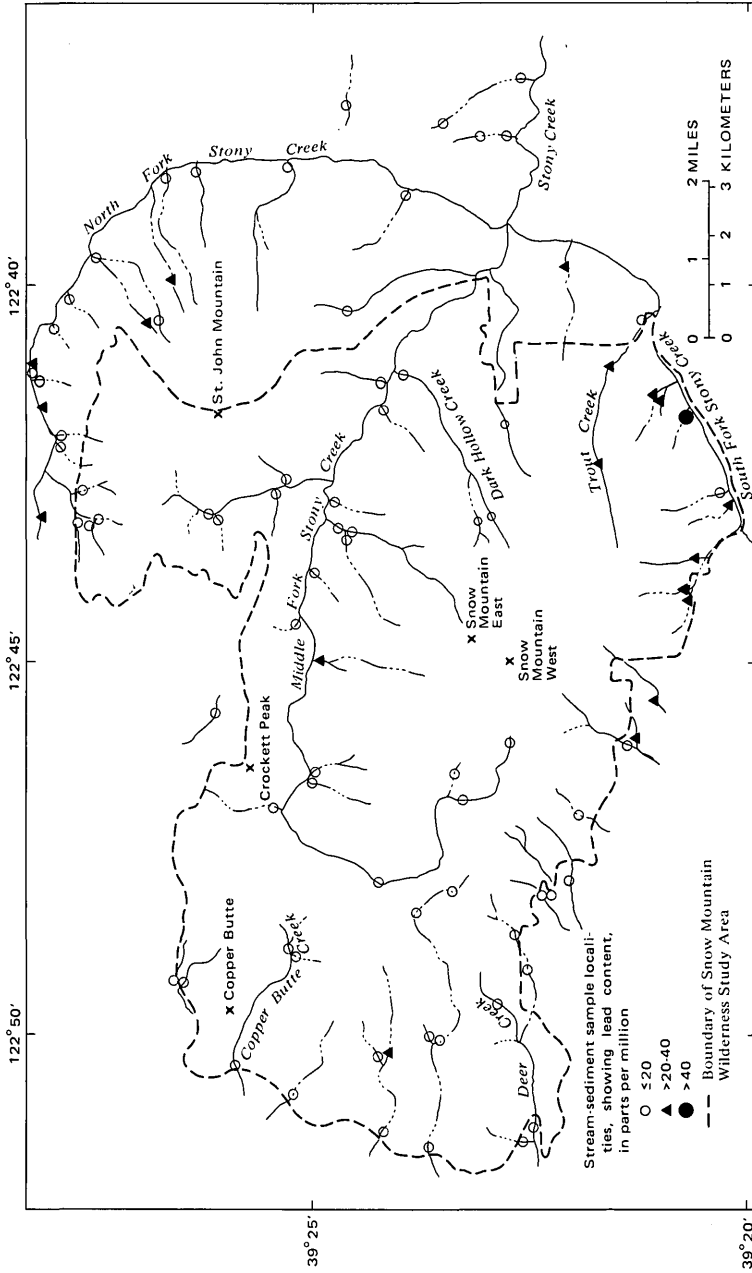 122° 50'
122° 45'
122° 40'
39° 25'
39° 20'
Copper Butte
Copper Butte
Creek
Crockett Peak
St. John Mountain
North
Fork
Stony
Creek
Middle
Fork
Stony
Creek
Dark Hollow Creek
Snow
Mountain
East
Snow
Mountain
West
Stony Creek
Trout Creek
South Fork Stony Creek
Deer
Creek
Stream-sediment sample locali-
ties, showing lead content,
in parts per million
≤20
>20-40
>40
Boundary of Snow Mountain
Wilderness Study Area
0 1 2 MILES
0 1 2 3 KILOMETERS